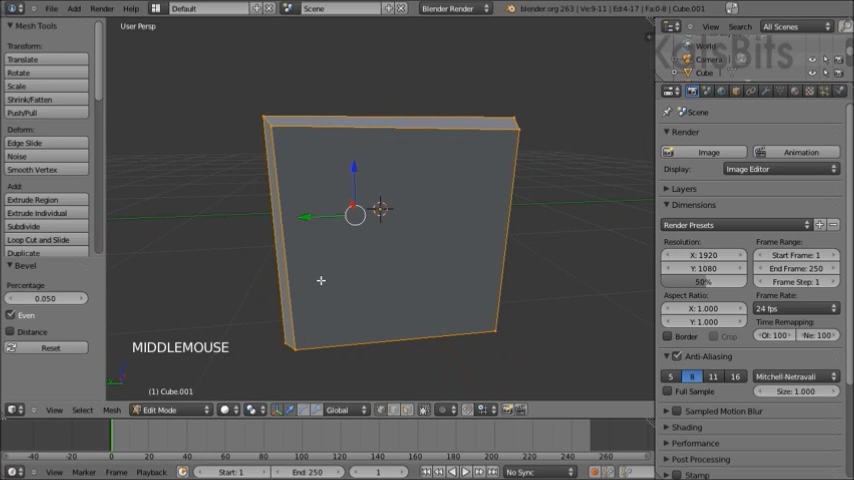 File Add Render Help Default Scene Blender Render blender.org 263 | Ve:9-11 | Ed:4-17 | Fa:0-8 | Cube.001
Mesh Tools
User Persp
View Search All Scenes
KatsBits
World
Camera
Cube
Transform:
Translate
Rotate
Scale
Shrink/Fatten
Push/Pull
Deform:
Edge Slide
Noise
Smooth Vertex
Add:
Extrude Region
Extrude Individual
Subdivide
Loop Cut and Slide
Duplicate
Bevel
Percentage
0.050
Even
Distance
Reset
MIDDLEMOUSE
(1) Cube.001
Scene
Render
Image Animation
Display: Image Editor
Layers
Dimensions
Render Presets
Resolution: Frame Range:
X: 1920 Start Frame: 1
Y: 1080 End Frame: 250
50% Frame Step: 1
Aspect Ratio: Frame Rate:
X: 1.000 24 fps
Y: 1.000 Time Remapping:
Border Crop Ol: 100 Ne: 100
Anti-Aliasing
5 8 11 16 Mitchell-Netravali
Full Sample Size: 1.000
Sampled Motion Blur
Shading
Performance
Post Processing
Stamp
View Select Mesh Edit Mode Global
-40 -20 0 20 40 60 80 100 120 140 160 180 200 220 240 260
View Marker Frame Playback Start: 1 End: 250 1 No Sync